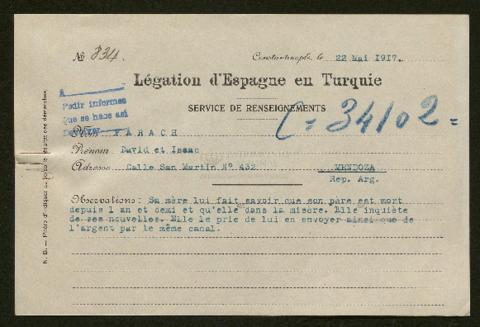 № 834.
Constantinople, le 22 Mai 1917.
Légation d'Espagne en Turquie
SERVICE DE RENSEIGNEMENTS
A
Pedir informes
que se hace así
C = 34102 =
Nom FARACH
Prénom David et Isaac
Adresse Calle San Martin N° 432 MENDOZA
Rep. Arg.
Observations: Sa mère lui fait savoir que son père est mort
depuis 1 an et demi et qu'elle dans la misère. Elle inquiète
de ses nouvelles. Elle le prie de lui en envoyer ainsi que de
l'argent par le même canal.
N. B. — Prière d'indiquer